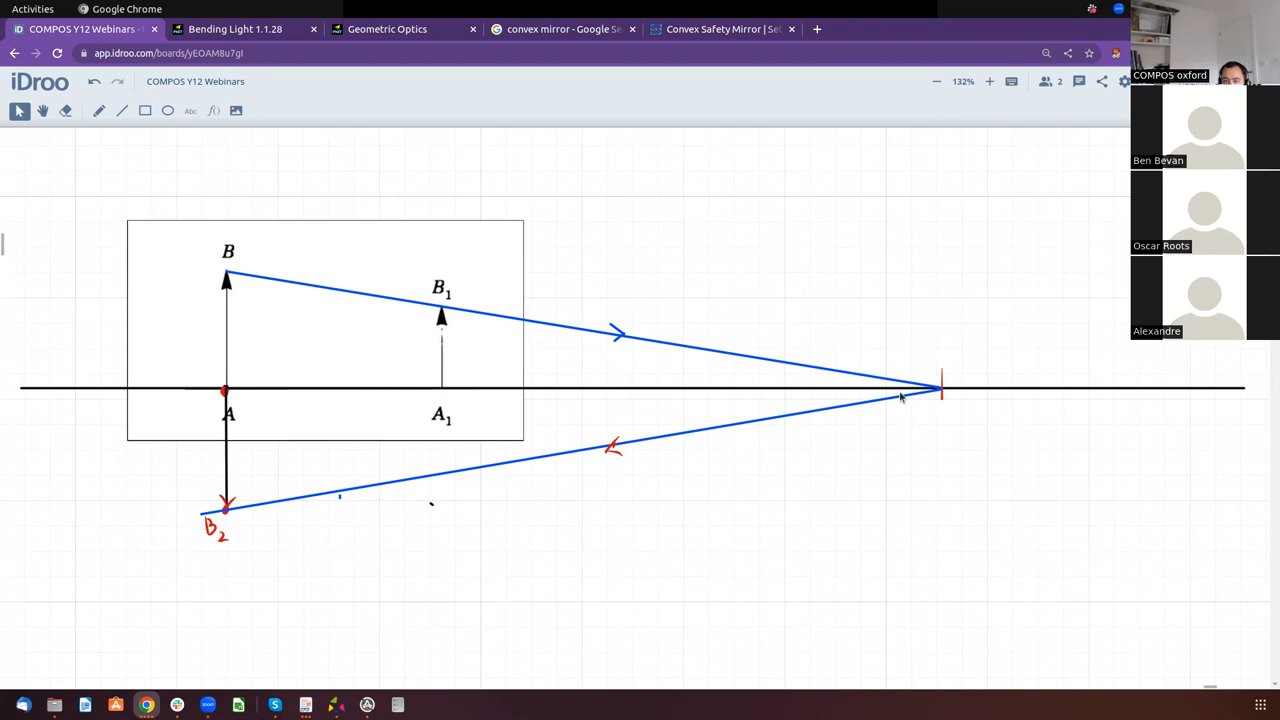 Activities
Google Chrome
COMPOS Y12 Webinars -
Bending Light 1.1.28
Geometric Optics
convex mirror - Google Se
Convex Safety Mirror | Se
app.idroo.com/boards/yEOAM8u7gI
iDroo
COMPOS Y12 Webinars
132%
2
Abc
f()
COMPOS oxford
Ben Bevan
Oscar Roots
Alexandre
B
B1
A
A1
B2